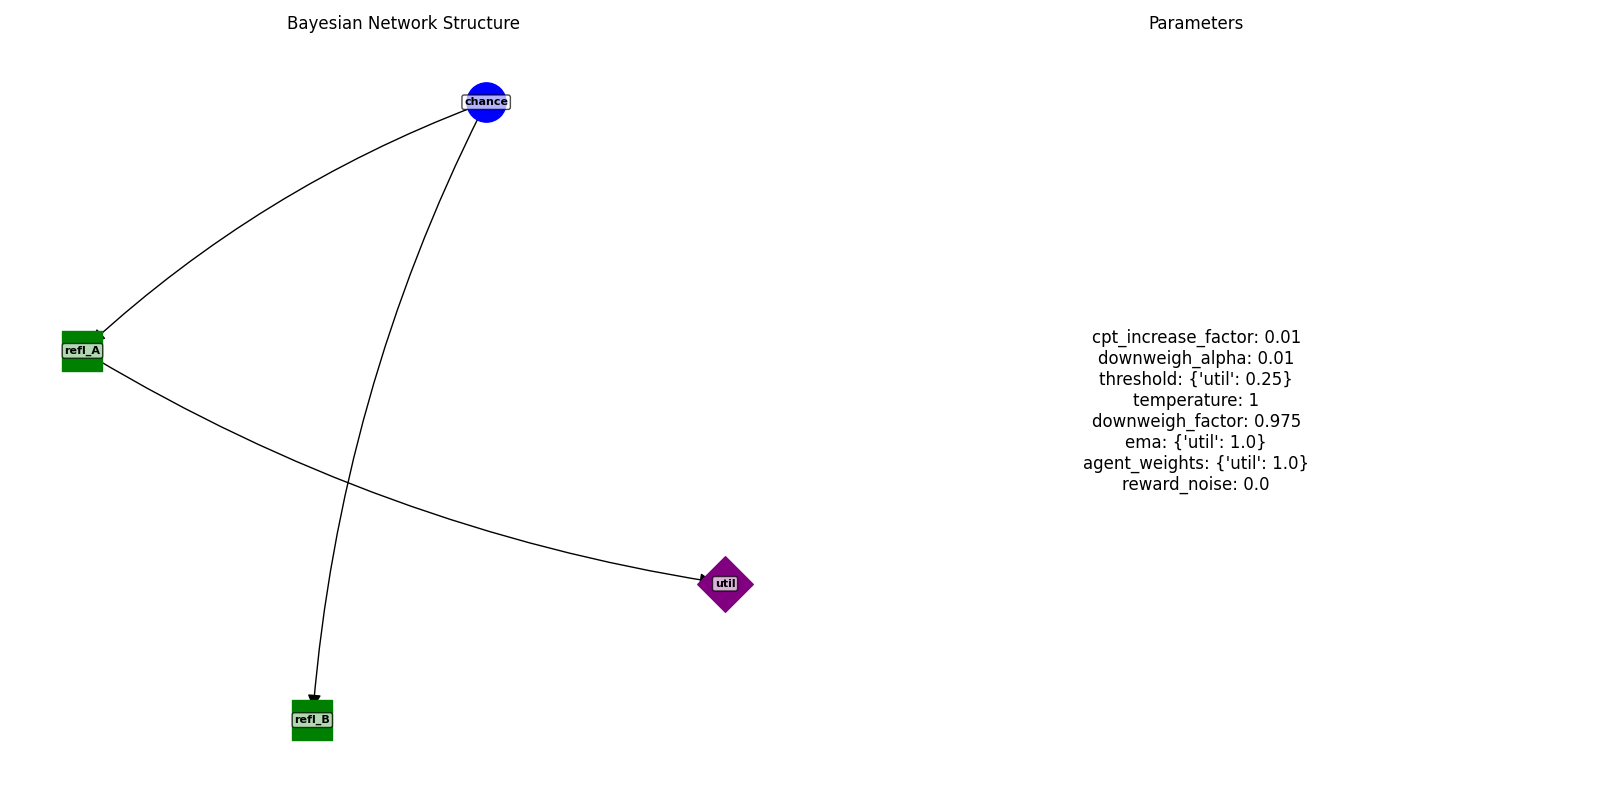 Bayesian Network Structure
chance
refl_A
util
refl_B
Parameters
cpt_increase_factor: 0.01
downweigh_alpha: 0.01
threshold: {'util': 0.25}
temperature: 1
downweigh_factor: 0.975
ema: {'util': 1.0}
agent_weights: {'util': 1.0}
reward_noise: 0.0